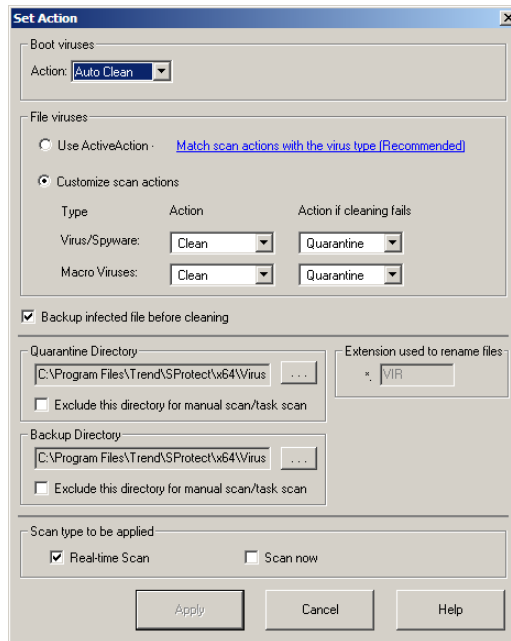 Set Action
Boot viruses
Action: Auto Clean
File viruses
Use ActiveAction - Match scan actions with the virus type (Recommended)
Customize scan actions
Type Action Action if cleaning fails
Virus/Spyware: Clean Quarantine
Macro Viruses: Clean Quarantine
Backup infected file before cleaning
Quarantine Directory
C:\Program Files\Trend\SProtect\x64\Virus ...
Exclude this directory for manual scan/task scan
Extension used to rename files
*. VIR
Backup Directory
C:\Program Files\Trend\SProtect\x64\Virus ...
Exclude this directory for manual scan/task scan
Scan type to be applied
Real-time Scan Scan now
Apply Cancel Help